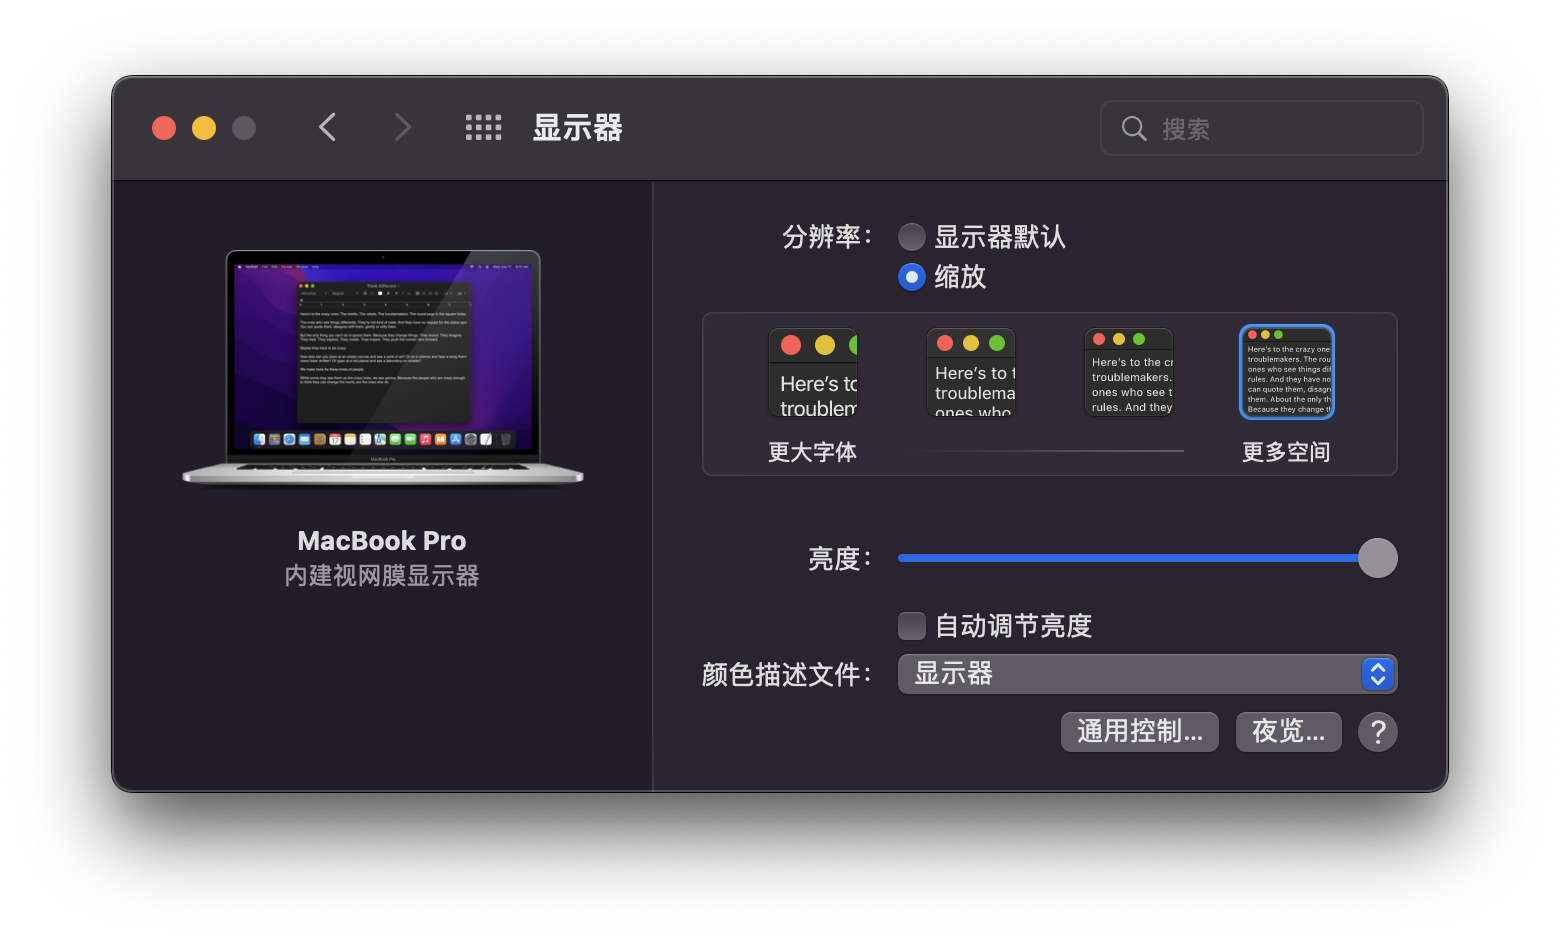 显示器
搜索
分辨率：
显示器默认
缩放
Here's to the c
troublem
Here's to t
troublema
ones who
Here's to the cr
troublemakers.
ones who see t
rules. And they
Here's to the crazy one
troublemakers. The rou
ones who see things dif
rules. And they have no
can quote them, disagr
them. About the only th
Because they change th
更大字体
更多空间
MacBook Pro
内建视网膜显示器
亮度：
自动调节亮度
颜色描述文件：
显示器
通用控制...
夜览...
?